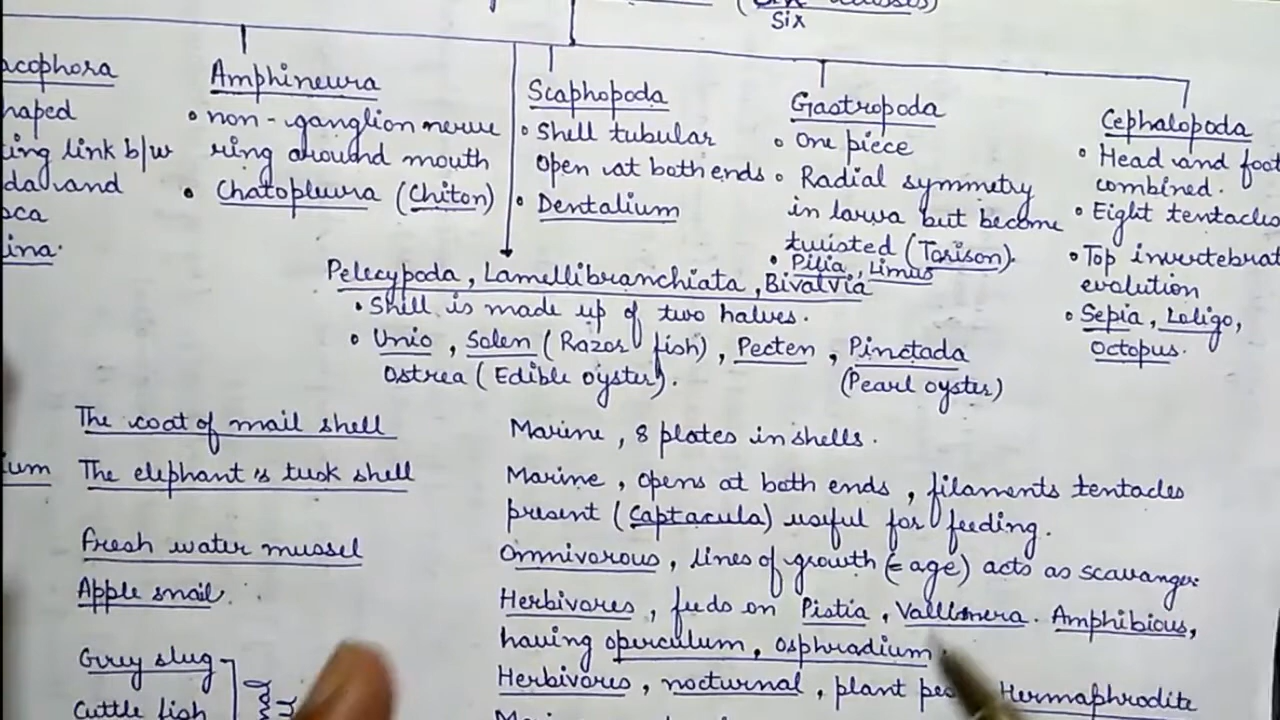 Six
acophora
haped
ing link b/w
da and
sca
ina.
Amphineura
• non-ganglion nerve
ring around mouth
• Chatopleura (Chiton)
Scaphopoda
• Shell tubular
open at both ends
• Dentalium
Gastropoda
• One piece
• Radial symmetry
in larva but become
twisted (Torison).
• Pilia, Limus
Cephalopoda
• Head and foot
combined.
• Eight tentacles
• Top invertebrat
evolution
• Sepia, Loligo,
Octopus.
Pelecypoda, Lamellibranchiata, Bivalvia
• Shell is made up of two halves.
• Unio, Solen (Razor fish), Pecten, Pinctada
Ostrea (Edible oyster). (Pearl oyster)
The coat of mail shell Marine, 8 plates in shells.
ium The elephant's tusk shell Marine, opens at both ends, filaments tentacles
present (Captacula) useful for feeding.
Fresh water mussel Omnivorous, lines of growth (= age) acts as scavanger
Apple snail. Herbivores, feeds on Pistia, Vallisnera. Amphibious,
having operculum, osphradium.
Grey slug Herbivores, nocturnal, plant pes Hermaphrodite
Cuttle fish